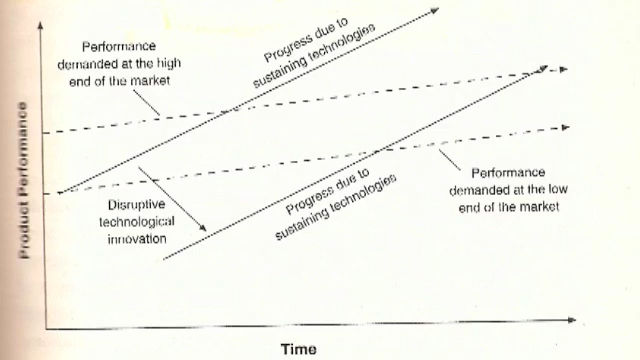 Progress due to
sustaining technologies
Performance
demanded at the high
end of the market
Product Performance
Disruptive
technological
innovation
Progress due to
sustaining technologies
Performance
demanded at the low
end of the market
Time